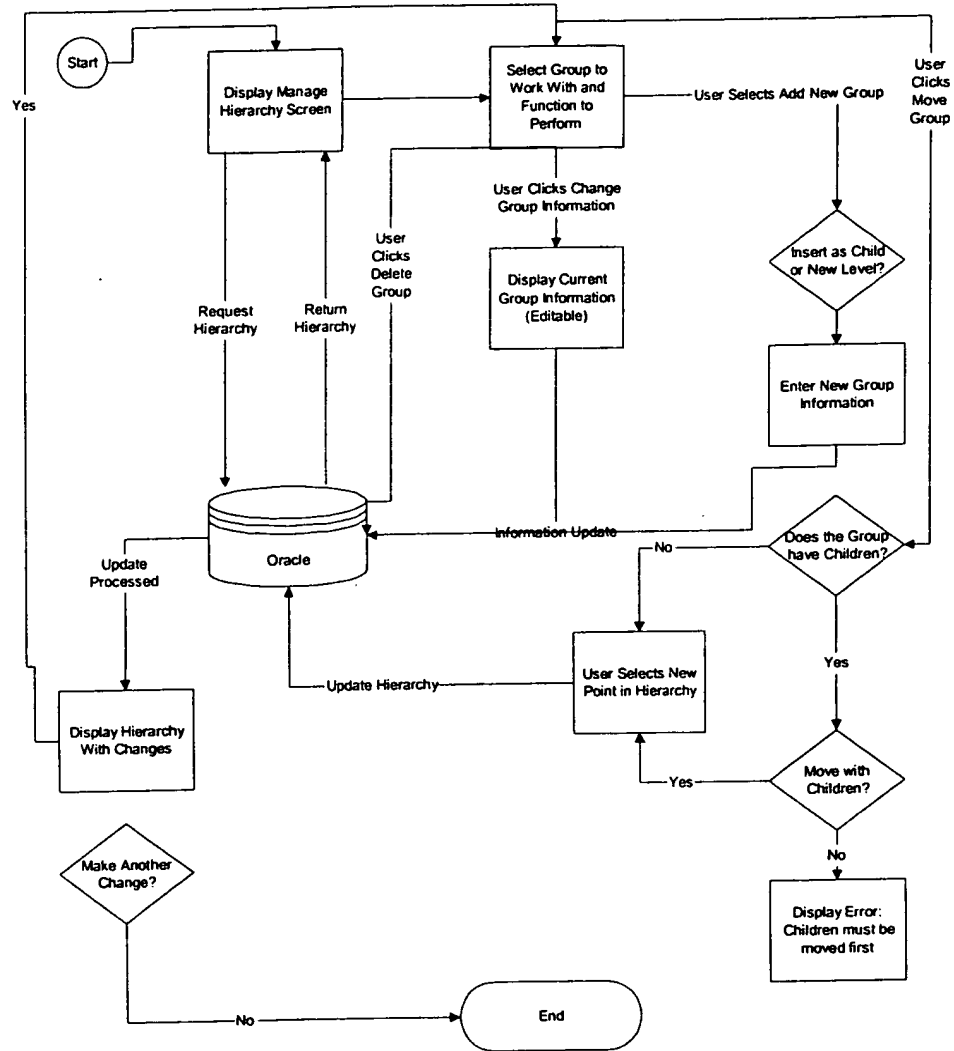 Start
Yes
Display Manage
Hierarchy Screen
Select Group to
Work With and
Function to
Perform
User Selects Add New Group
User
Clicks
Move
Group
User Clicks Change
Group Information
User
Clicks
Delete
Group
Insert as Child
or New Level?
Display Current
Group Information
(Editable)
Request
Hierarchy
Return
Hierarchy
Enter New Group
Information
Oracle
Information Update
Does the Group
have Children?
No
Update
Processed
Yes
Update Hierarchy
User Selects New
Point in Hierarchy
Display Hierarchy
With Changes
Yes
Move with
Children?
No
Make Another
Change?
Display Error:
Children must be
moved first
No
End